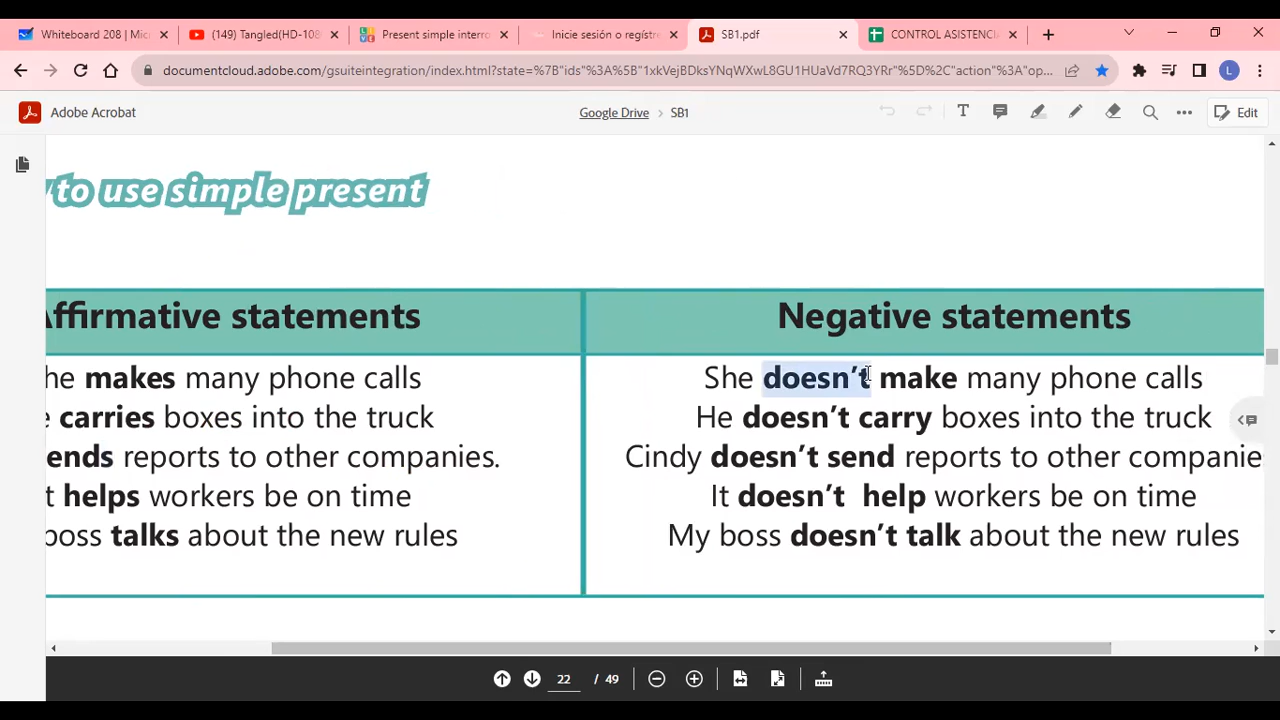 Whiteboard 208 | Mic
(149) Tangled(HD-108
Present simple interro
Inicie sesión o regístre
SB1.pdf
CONTROL ASISTENCIA
documentcloud.adobe.com/gsuiteintegration/index.html?state=%7B"ids"%3A%5B"1xkVejBDksYNqWXwL8GU1HUaVd7RQ3YRr"%5D%2C"action"%3A"op...
L
Adobe Acrobat
Google Drive > SB1
Edit
to use simple present
Affirmative statements
Negative statements
he makes many phone calls
She doesn't make many phone calls
e carries boxes into the truck
He doesn't carry boxes into the truck
ends reports to other companies.
Cindy doesn't send reports to other companie
t helps workers be on time
It doesn't help workers be on time
boss talks about the new rules
My boss doesn't talk about the new rules
22 / 49